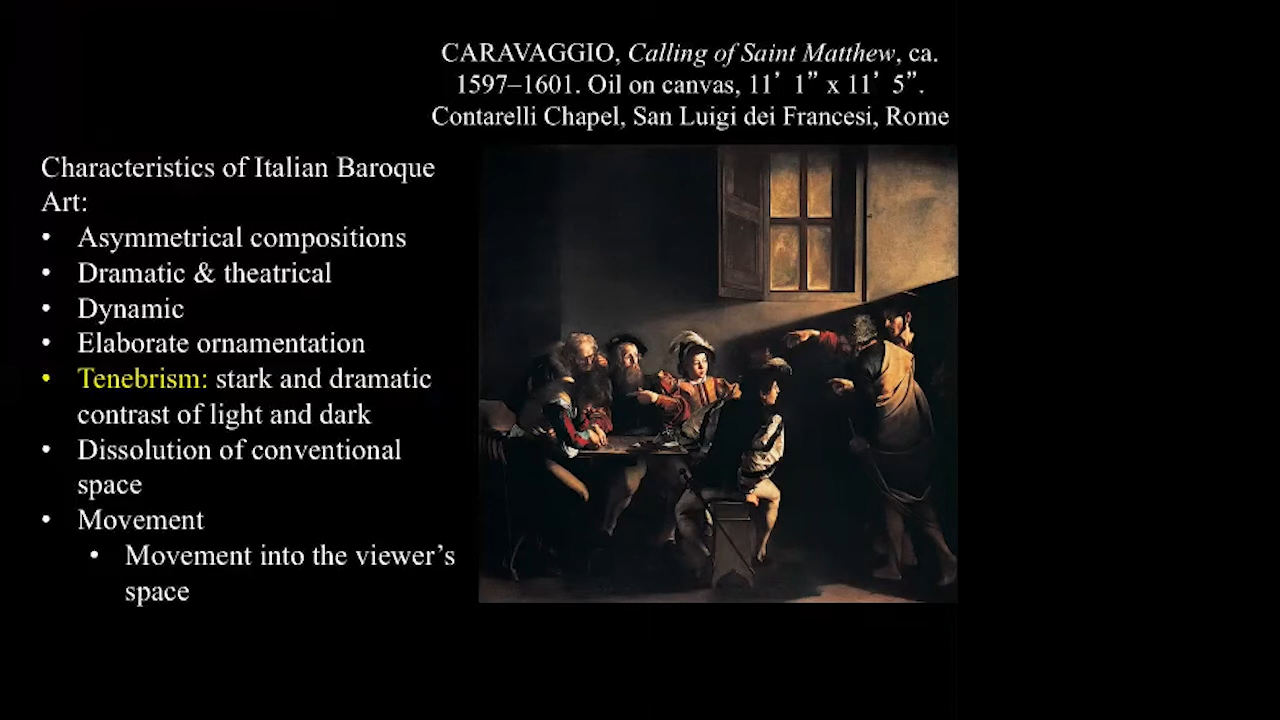 CARAVAGGIO, Calling of Saint Matthew, ca.
1597–1601. Oil on canvas, 11’ 1” x 11’ 5”.
Contarelli Chapel, San Luigi dei Francesi, Rome
Characteristics of Italian Baroque
Art:
• Asymmetrical compositions
• Dramatic & theatrical
• Dynamic
• Elaborate ornamentation
• Tenebrism: stark and dramatic
contrast of light and dark
• Dissolution of conventional
space
• Movement
• Movement into the viewer’s
space